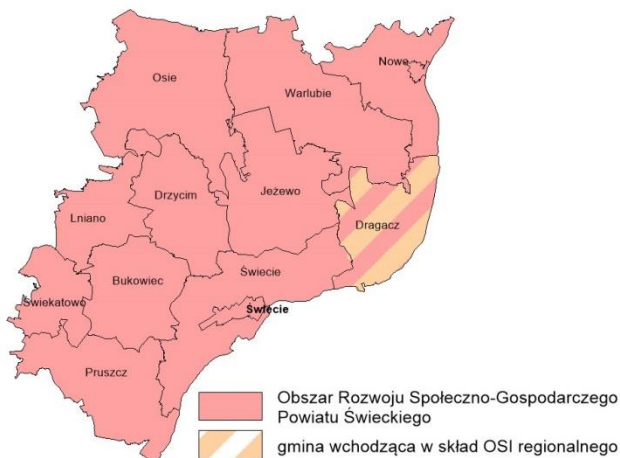 Nowe
Osie
Warlubie
Jeżewo
Drzycim
Lniano
Dragacz
Świecie
Bukowiec
Świekatowo
Świecie
Pruszcz
Obszar Rozwoju Społeczno-Gospodarczego
Powiatu Świeckiego
gmina wchodząca w skład OSI regionalnego